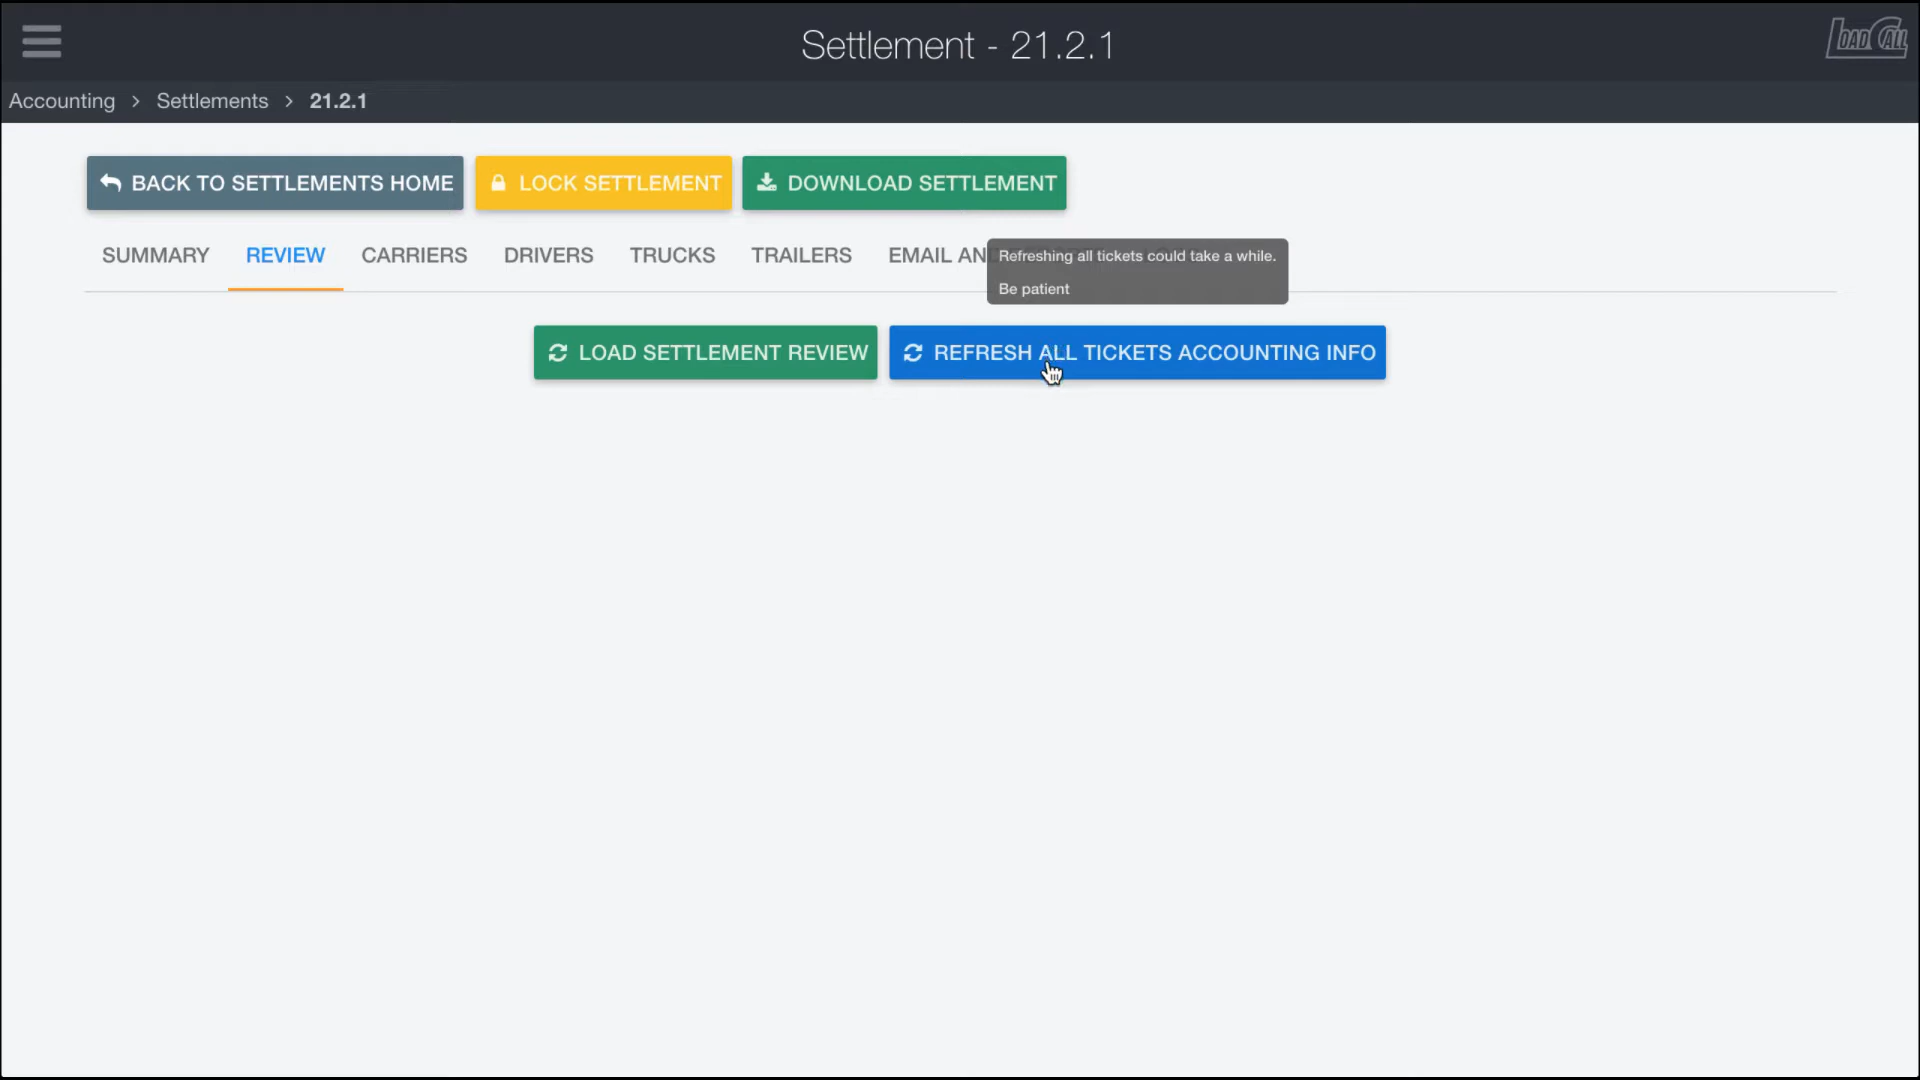 Settlement - 21.2.1
LOAD CALL
Accounting > Settlements > 21.2.1
BACK TO SETTLEMENTS HOME
LOCK SETTLEMENT
DOWNLOAD SETTLEMENT
SUMMARY
REVIEW
CARRIERS
DRIVERS
TRUCKS
TRAILERS
EMAIL AN
Refreshing all tickets could take a while.
Be patient
LOAD SETTLEMENT REVIEW
REFRESH ALL TICKETS ACCOUNTING INFO